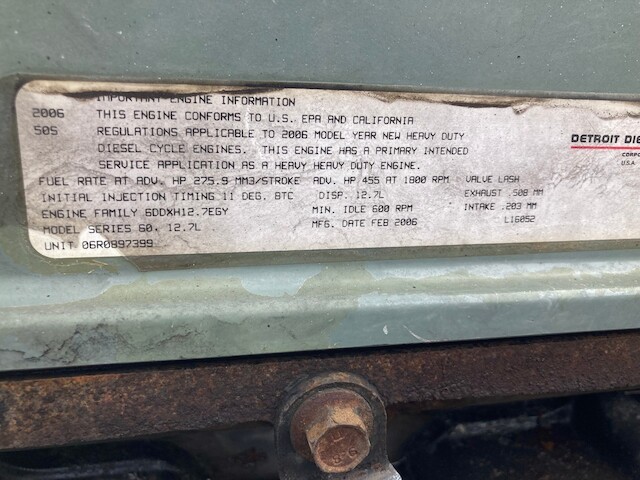 IMPORTANT ENGINE INFORMATION
2006 THIS ENGINE CONFORMS TO U.S. EPA AND CALIFORNIA
50S REGULATIONS APPLICABLE TO 2006 MODEL YEAR NEW HEAVY DUTY
DIESEL CYCLE ENGINES. THIS ENGINE HAS A PRIMARY INTENDED
SERVICE APPLICATION AS A HEAVY HEAVY DUTY ENGINE.
DETROIT DIE
CORPO
U.S.A.
FUEL RATE AT ADV. HP 275.9 MM3/STROKE ADV. HP 455 AT 1800 RPM VALVE LASH
INITIAL INJECTION TIMING 11 DEG. BTC DISP. 12.7L EXHAUST .508 MM
ENGINE FAMILY 6DDXH12.7EGY MIN. IDLE 600 RPM INTAKE .203 MM
MODEL SERIES 60, 12.7L MFG. DATE FEB 2006 L16052
UNIT 06R0897399